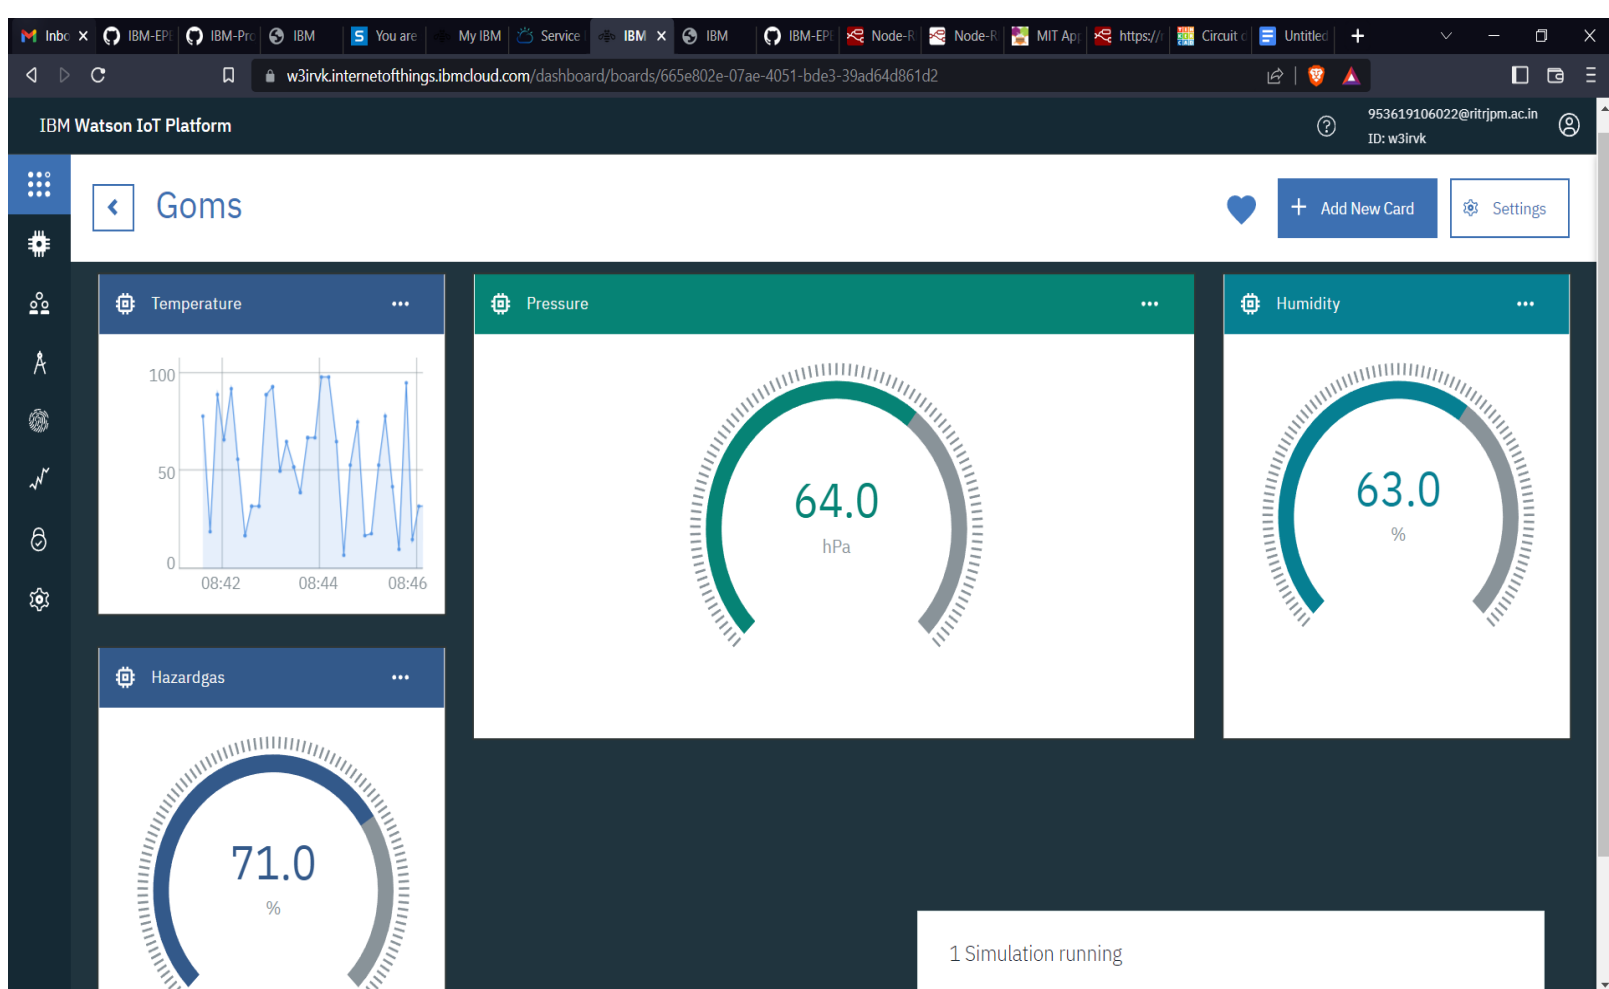 Inbo
IBM-EPB
IBM-Pro
IBM
You are
My IBM
Service
IBM
IBM
IBM-EPB
Node-R
Node-R
MIT App
https://
Circuit
Untitled
w3irvk.internetofthings.ibmcloud.com/dashboard/boards/665e802e-07ae-4051-bde3-39ad64d861d2
IBM Watson IoT Platform
953619106022@ritrjpm.ac.in
ID: w3irvk
Goms
+ Add New Card
Settings
Temperature
Pressure
Humidity
100
50
0
08:42 08:44 08:46
64.0
hPa
63.0
%
Hazardgas
71.0
%
1 Simulation running